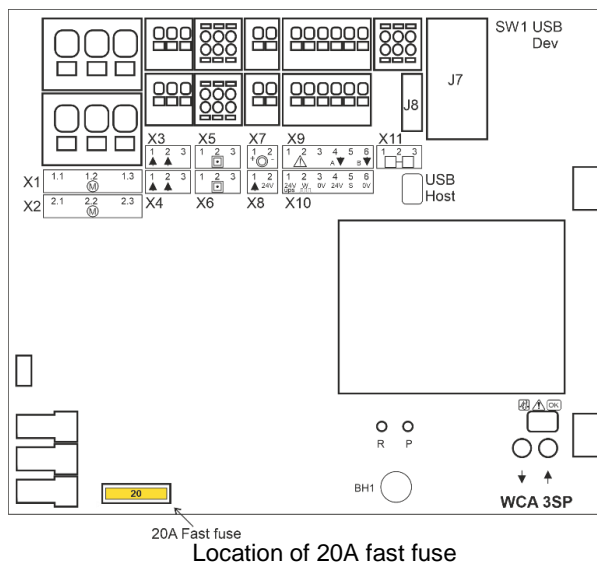 SW1 USB
Dev
J7
J8
X3 X5 X7 X9 X11
1 2 3 1 2 3 1 2 1 2 3 4 5 6 1 2 3
+ - A B
X1 1.1 1.2 1.3
M
1 2 3 1 2 3 1 2 1 2 3 4 5 6
24V 24V W 0V 24V S 0V
ups
USB
Host
X2 2.1 2.2 2.3
M
X4 X6 X8 X10
OK
R P
BH1
WCA 3SP
20
20A Fast fuse
Location of 20A fast fuse